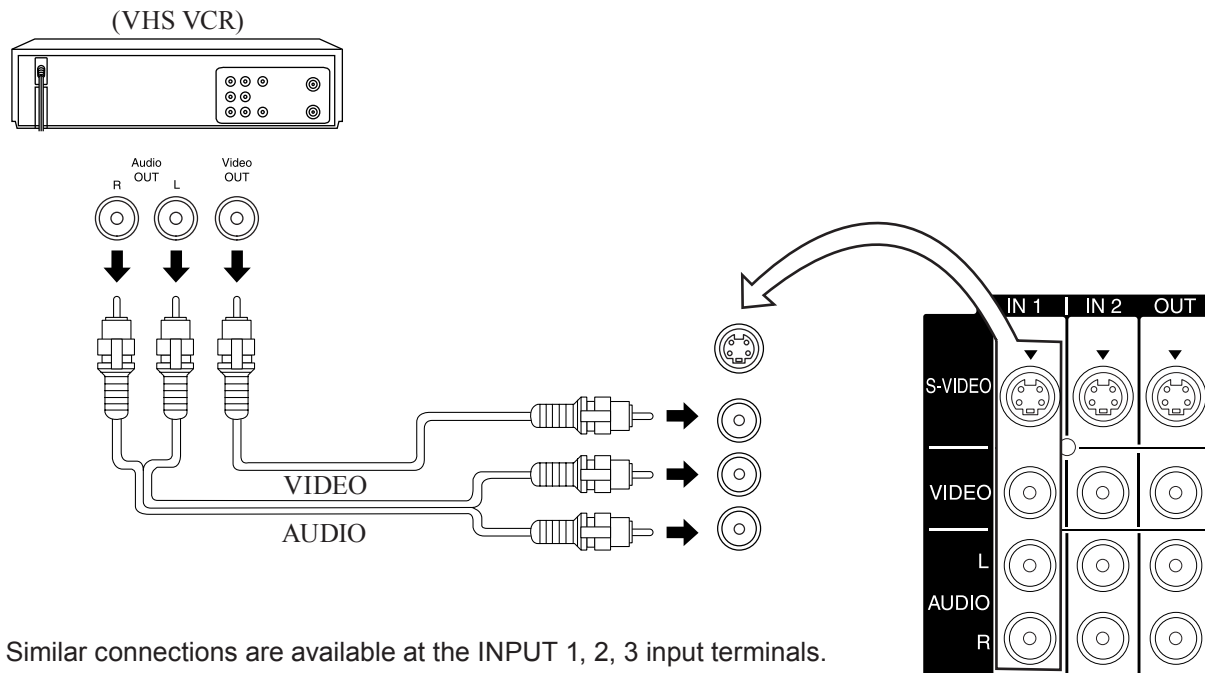 (VHS VCR)
Audio
OUT
R
L
Video
OUT
VIDEO
AUDIO
IN 1
IN 2
OUT
S-VIDEO
VIDEO
L
AUDIO
R
Similar connections are available at the INPUT 1, 2, 3 input terminals.